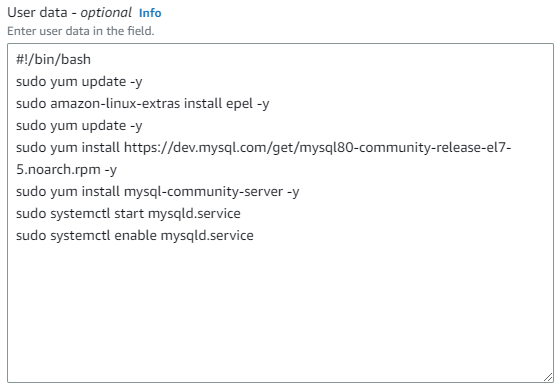 User data - optional Info
Enter user data in the field.
#!/bin/bash
sudo yum update -y
sudo amazon-linux-extras install epel -y
sudo yum update -y
sudo yum install https://dev.mysql.com/get/mysql80-community-release-el7-
5.noarch.rpm -y
sudo yum install mysql-community-server -y
sudo systemctl start mysqld.service
sudo systemctl enable mysqld.service